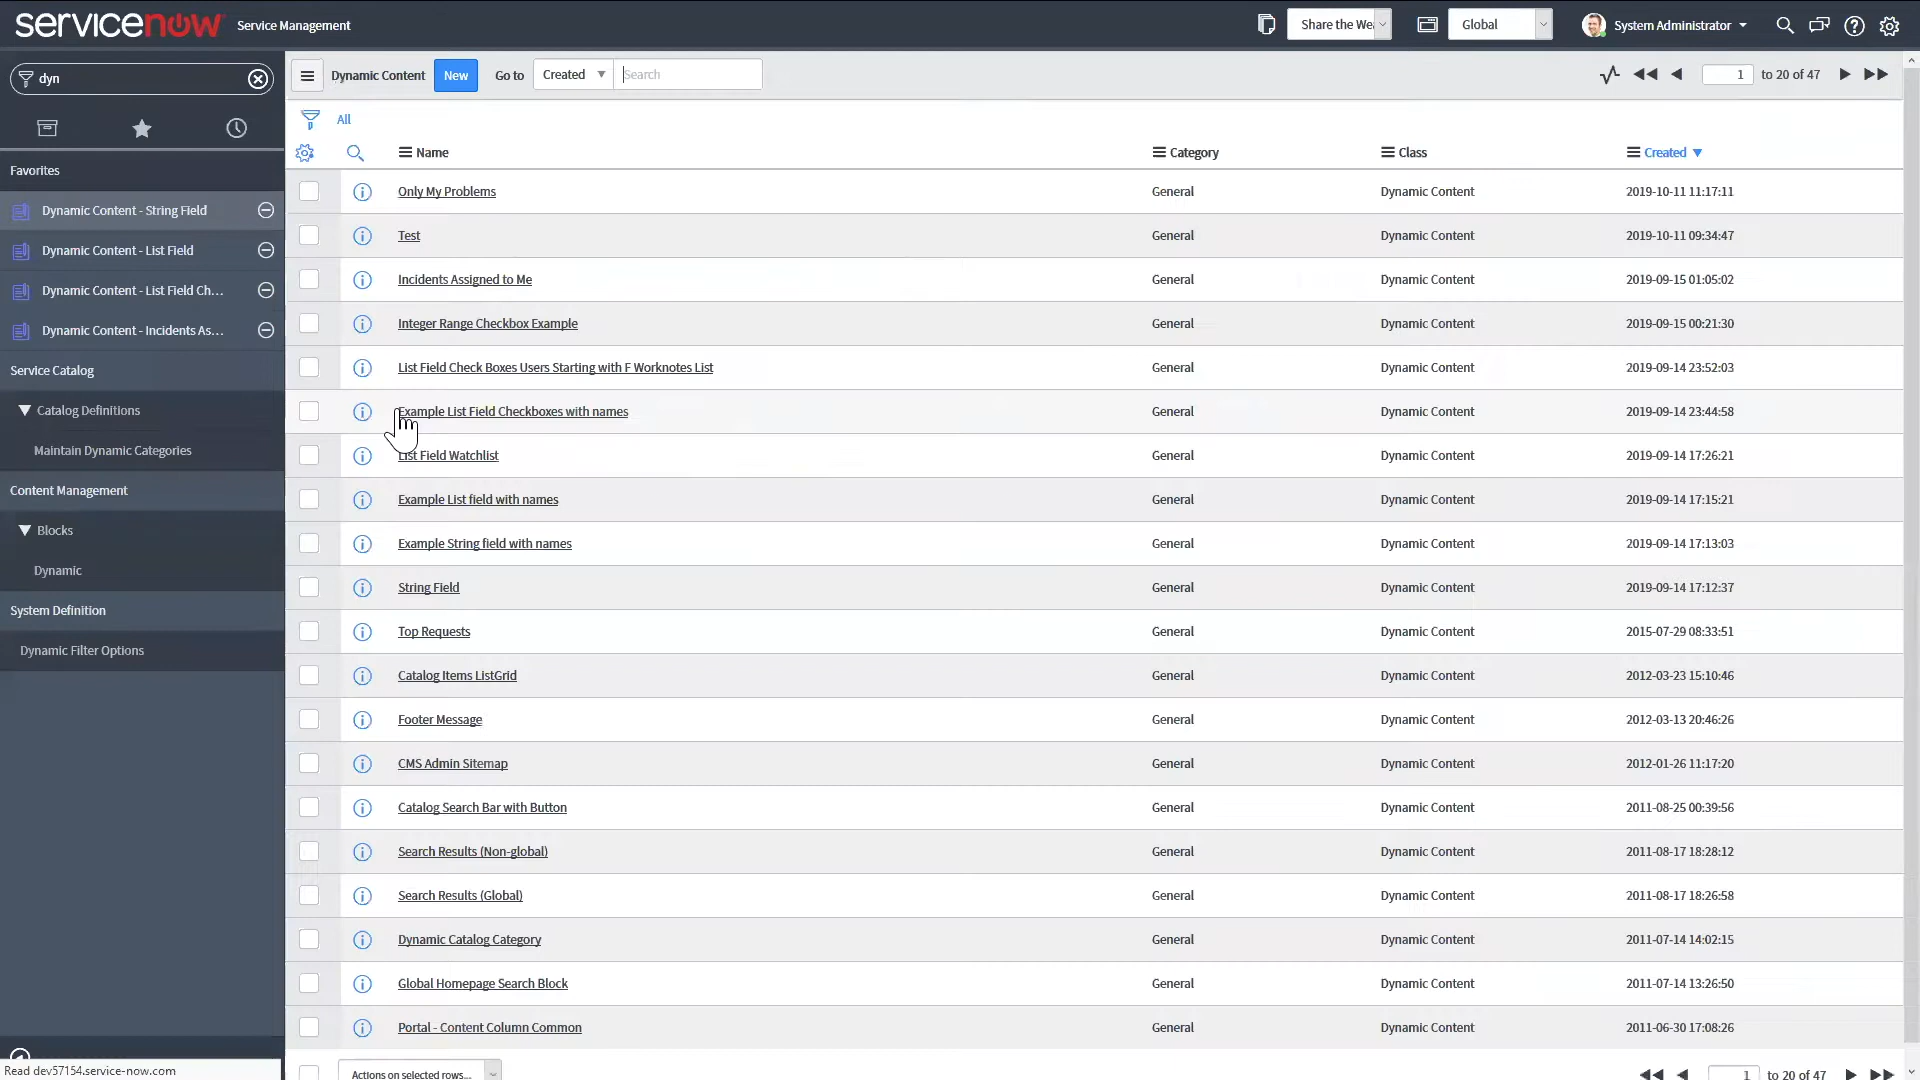 servicenow Service Management
Share the We
Global
System Administrator
dyn
Dynamic Content New Go to Created Search
1 to 20 of 47
All
Name Category Class Created
Favorites
Dynamic Content - String Field
Dynamic Content - List Field
Dynamic Content - List Field Ch...
Dynamic Content - Incidents As...
Service Catalog
Catalog Definitions
Maintain Dynamic Categories
Content Management
Blocks
Dynamic
System Definition
Dynamic Filter Options
Only My Problems General Dynamic Content 2019-10-11 11:17:11
Test General Dynamic Content 2019-10-11 09:34:47
Incidents Assigned to Me General Dynamic Content 2019-09-15 01:05:02
Integer Range Checkbox Example General Dynamic Content 2019-09-15 00:21:30
List Field Check Boxes Users Starting with F Worknotes List General Dynamic Content 2019-09-14 23:52:03
Example List Field Checkboxes with names General Dynamic Content 2019-09-14 23:44:58
List Field Watchlist General Dynamic Content 2019-09-14 17:26:21
Example List field with names General Dynamic Content 2019-09-14 17:15:21
Example String field with names General Dynamic Content 2019-09-14 17:13:03
String Field General Dynamic Content 2019-09-14 17:12:37
Top Requests General Dynamic Content 2015-07-29 08:33:51
Catalog Items ListGrid General Dynamic Content 2012-03-23 15:10:46
Footer Message General Dynamic Content 2012-03-13 20:46:26
CMS Admin Sitemap General Dynamic Content 2012-01-26 11:17:20
Catalog Search Bar with Button General Dynamic Content 2011-08-25 00:39:56
Search Results (Non-global) General Dynamic Content 2011-08-17 18:28:12
Search Results (Global) General Dynamic Content 2011-08-17 18:26:58
Dynamic Catalog Category General Dynamic Content 2011-07-14 14:02:15
Global Homepage Search Block General Dynamic Content 2011-07-14 13:26:50
Portal - Content Column Common General Dynamic Content 2011-06-30 17:08:26
Actions on selected rows...
1 to 20 of 47
Read dev57154.service-now.com